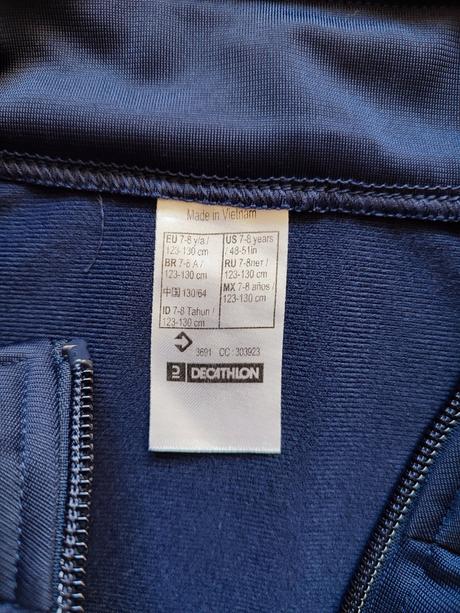 Made in Vietnam
EU 7-8 y/a /
123-130 cm
BR 7-8 A /
123-130 cm
中国 130/64
ID 7-8 Tahun /
123-130 cm
US 7-8 years
/ 48-51in
RU 7-8лет /
123-130 cm
MX 7-8 años /
123-130 cm
3691 CC : 303923
DECATHLON